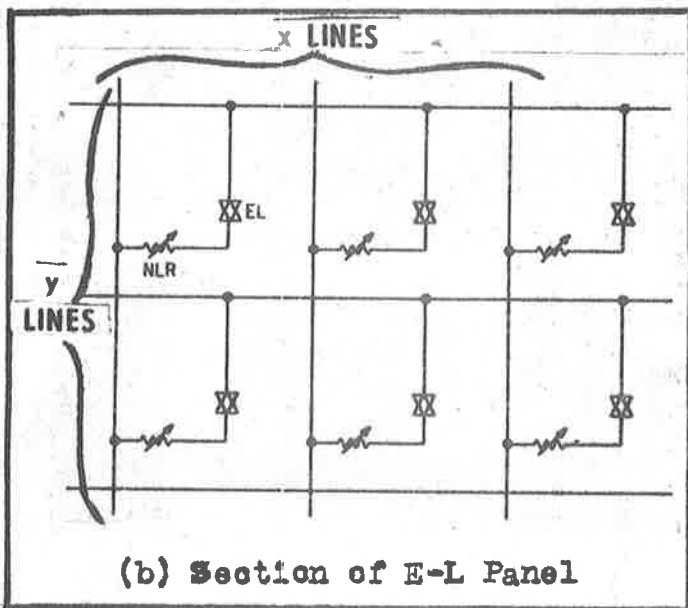 x LINES
EL
NLR
y
LINES
(b) Section of E-L Panel